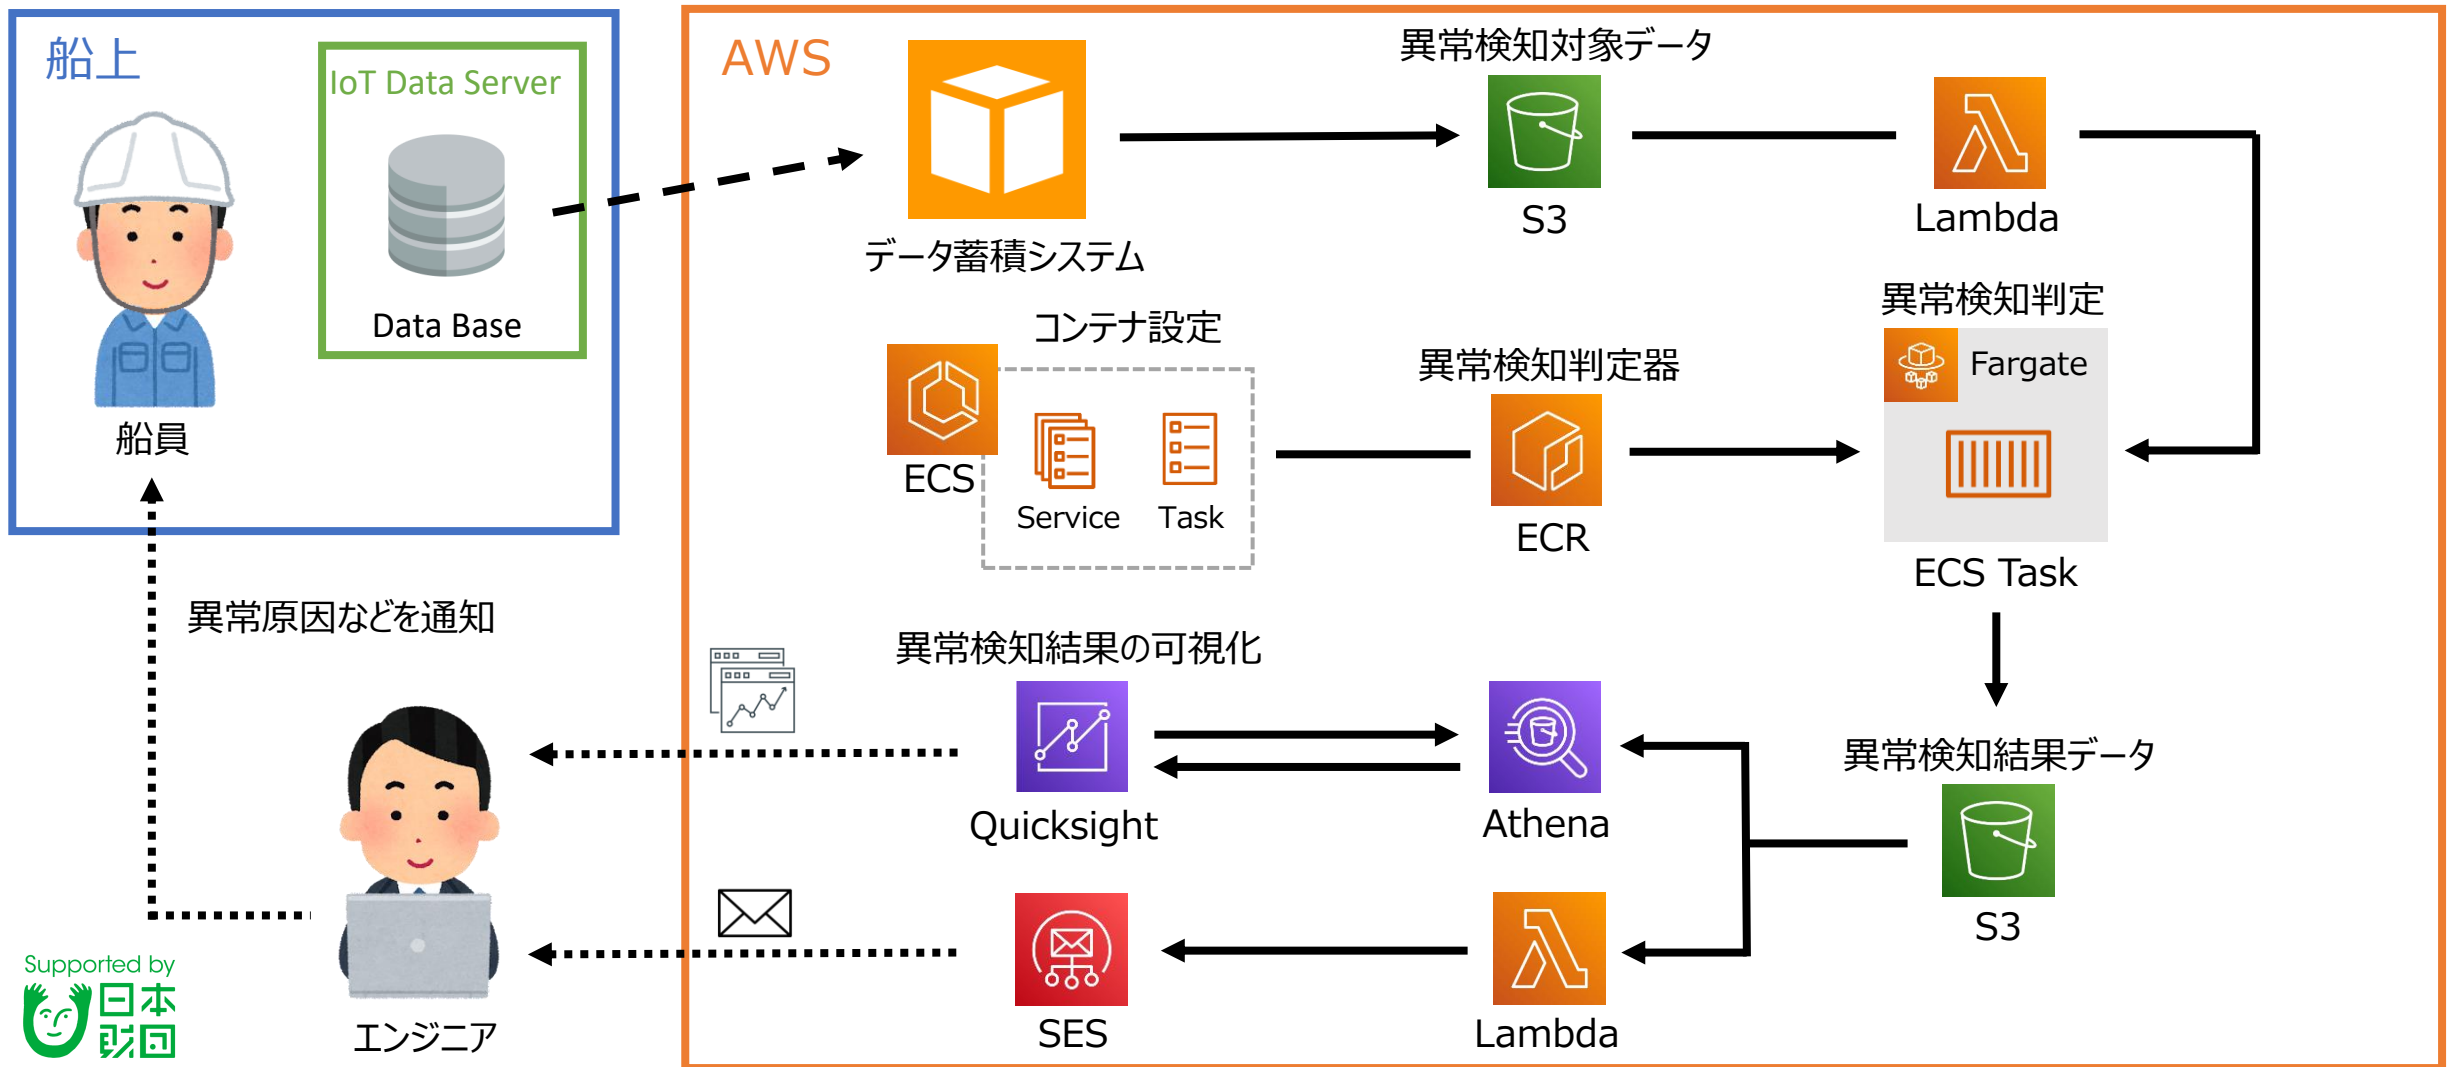 船上
IoT Data Server
Data Base
船員
AWS
データ蓄積システム
異常検知対象データ
S3
Lambda
コンテナ設定
ECS
Service
Task
異常検知判定器
ECR
異常検知判定
Fargate
ECS Task
異常原因などを通知
異常検知結果の可視化
Quicksight
Athena
異常検知結果データ
S3
SES
Lambda
エンジニア
Supported by
日本
財団